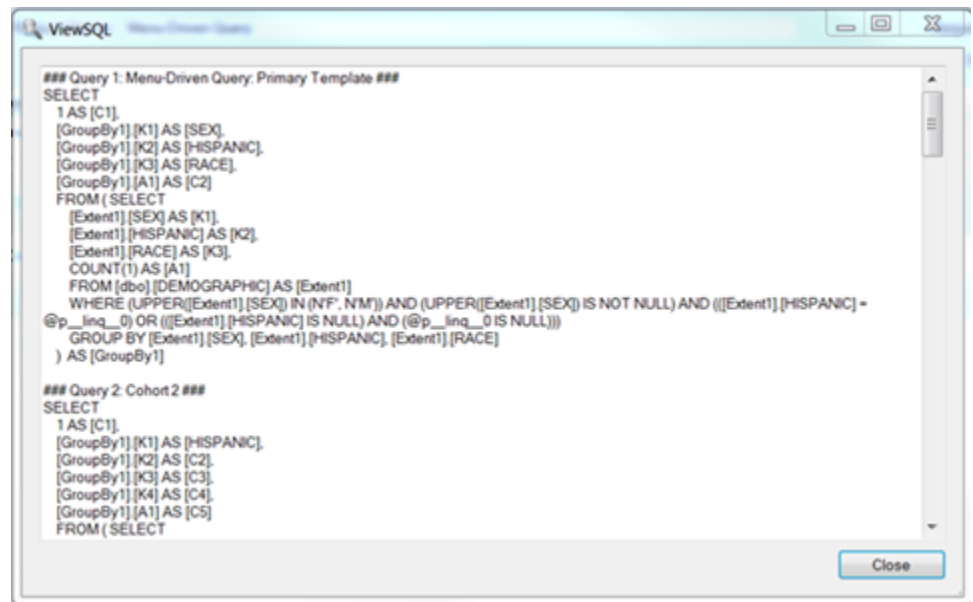 ViewSQL Menu-Driven Query
### Query 1: Menu-Driven Query: Primary Template ###
SELECT
1 AS [C1],
[GroupBy1].[K1] AS [SEX],
[GroupBy1].[K2] AS [HISPANIC],
[GroupBy1].[K3] AS [RACE],
[GroupBy1].[A1] AS [C2]
FROM ( SELECT
[Extent1].[SEX] AS [K1],
[Extent1].[HISPANIC] AS [K2],
[Extent1].[RACE] AS [K3],
COUNT(1) AS [A1]
FROM [dbo].[DEMOGRAPHIC] AS [Extent1]
WHERE (UPPER([Extent1].[SEX]) IN (N'F', N'M')) AND (UPPER([Extent1].[SEX]) IS NOT NULL) AND (([Extent1].[HISPANIC] =
@p__linq__0) OR (([Extent1].[HISPANIC] IS NULL) AND (@p__linq__0 IS NULL)))
GROUP BY [Extent1].[SEX], [Extent1].[HISPANIC], [Extent1].[RACE]
) AS [GroupBy1]
### Query 2: Cohort 2 ###
SELECT
1 AS [C1],
[GroupBy1].[K1] AS [HISPANIC],
[GroupBy1].[K2] AS [C2],
[GroupBy1].[K3] AS [C3],
[GroupBy1].[K4] AS [C4],
[GroupBy1].[A1] AS [C5]
FROM ( SELECT
Close